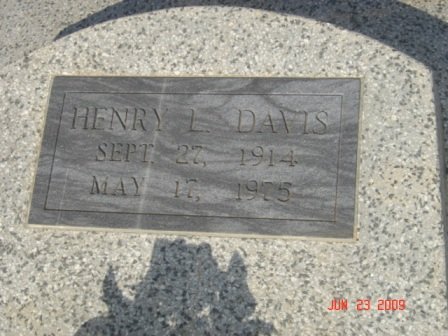 HENRY L. DAVIS
SEPT. 27, 1914
MAY 17, 1975
JUN 23 2009